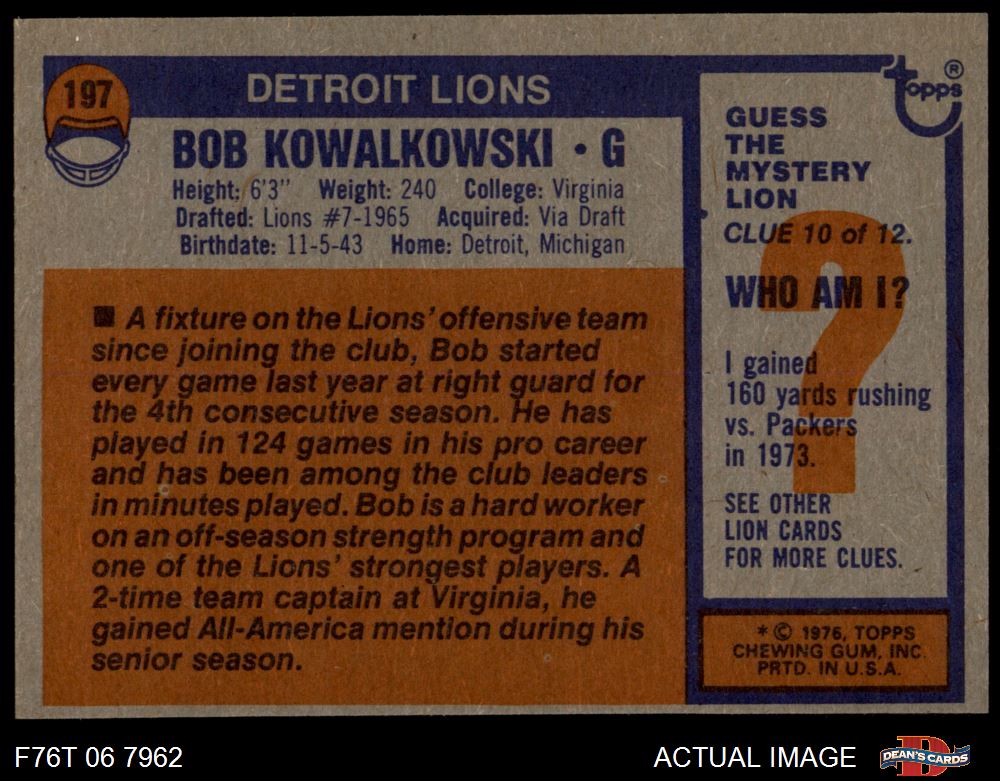 197
DETROIT LIONS
BOB KOWALKOWSKI • G
Height: 6'3" Weight: 240 College: Virginia
Drafted: Lions #7-1965 Acquired: Via Draft
Birthdate: 11-5-43 Home: Detroit, Michigan
■ A fixture on the Lions' offensive team
since joining the club, Bob started
every game last year at right guard for
the 4th consecutive season. He has
played in 124 games in his pro career
and has been among the club leaders
in minutes played. Bob is a hard worker
on an off-season strength program and
one of the Lions' strongest players. A
2-time team captain at Virginia, he
gained All-America mention during his
senior season.
topps ®
GUESS
THE
MYSTERY
LION
CLUE 10 of 12.
?
WHO AM I?
I gained
160 yards rushing
vs. Packers
in 1973.
SEE OTHER
LION CARDS
FOR MORE CLUES.
* © 1976, TOPPS
CHEWING GUM, INC.
PRTD. IN U.S.A.
F76T 06 7962
ACTUAL IMAGE
DEAN'S CARDS